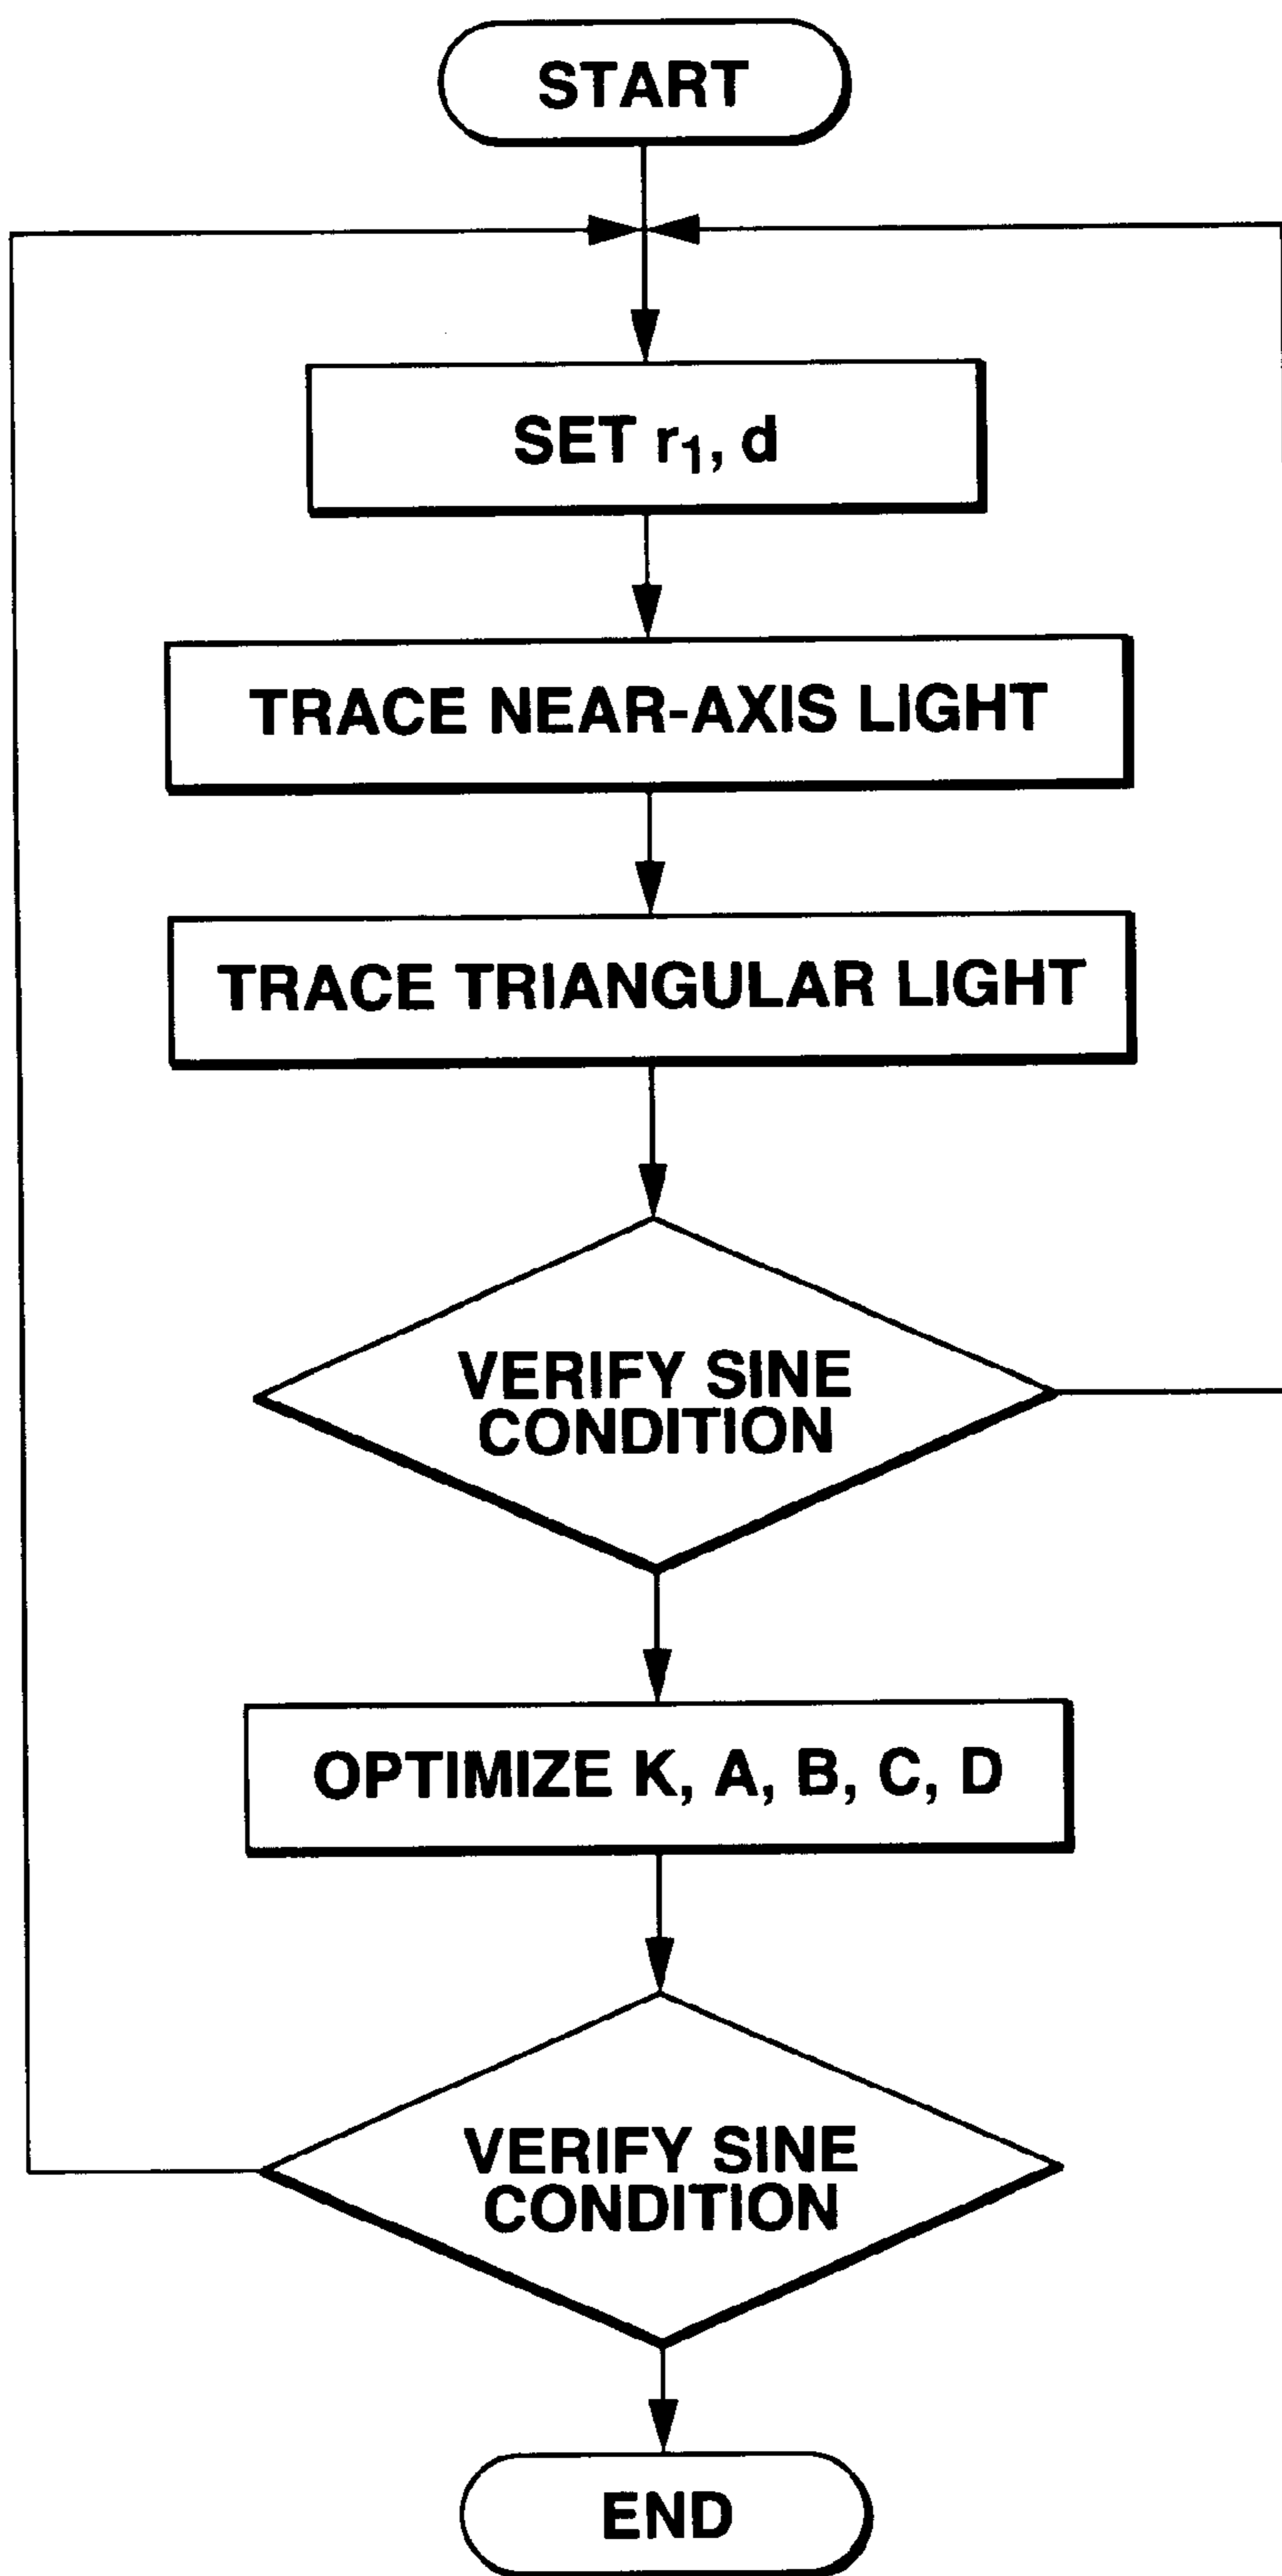 START
SET r₁, d
TRACE NEAR-AXIS LIGHT
TRACE TRIANGULAR LIGHT
VERIFY SINE
CONDITION
OPTIMIZE K, A, B, C, D
VERIFY SINE
CONDITION
END